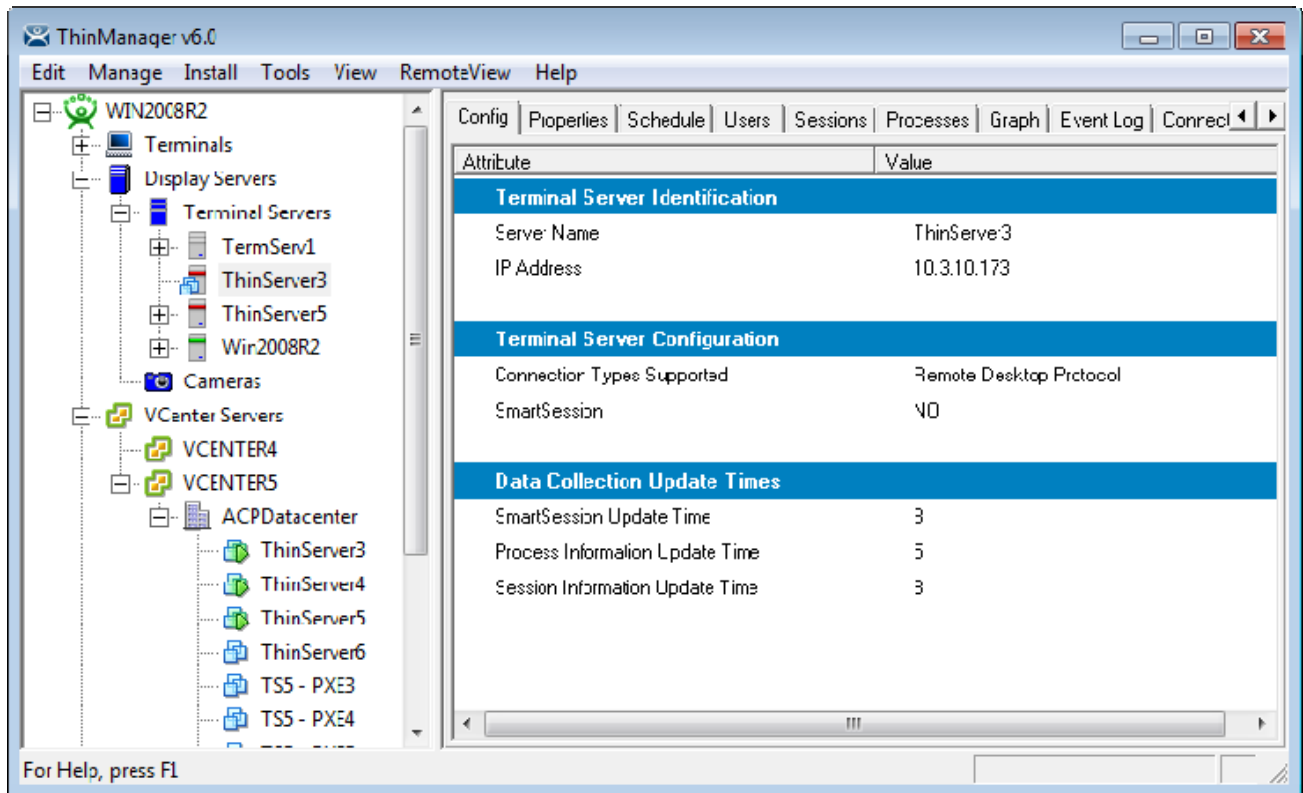 ThinManager v6.0
Edit Manage Install Tools View RemoteView Help
WIN2008R2
Terminals
Display Servers
Terminal Servers
TermServ1
ThinServer3
ThinServer5
Win2008R2
Cameras
VCenter Servers
VCENTER4
VCENTER5
ACPDatacenter
ThinServer3
ThinServer4
ThinServer5
ThinServer6
TS5 - PXE3
TS5 - PXE4
Config Properties Schedule Users Sessions Processes Graph Event Log Connect
Attribute Value
Terminal Server Identification
Server Name ThinServer3
IP Address 10.3.10.173
Terminal Server Configuration
Connection Types Supported Remote Desktop Protocol
SmartSession NO
Data Collection Update Times
SmartSession Update Time
Process Information Update Time 5
Session Information Update Time
For Help, press F1